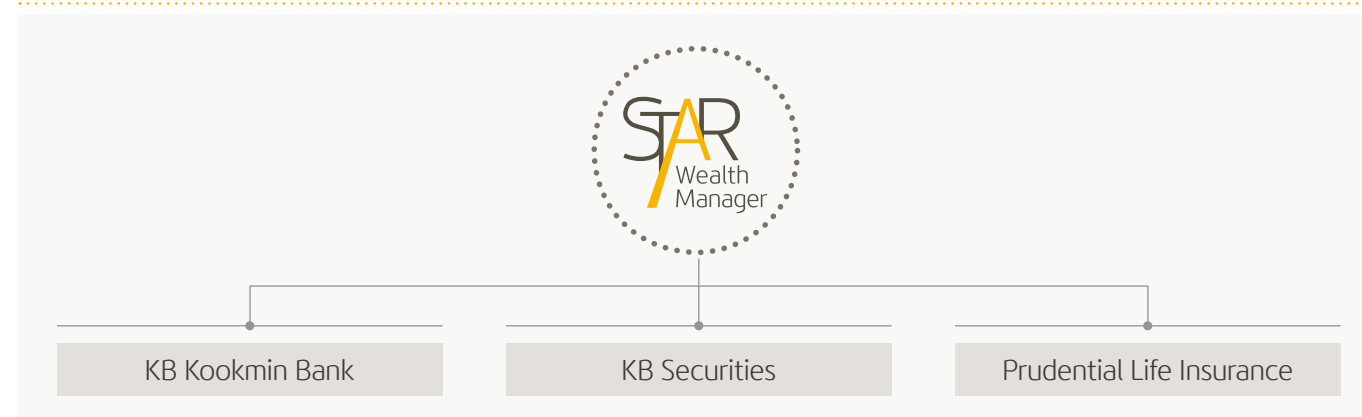 STAR
Wealth
Manager
KB Kookmin Bank
KB Securities
Prudential Life Insurance